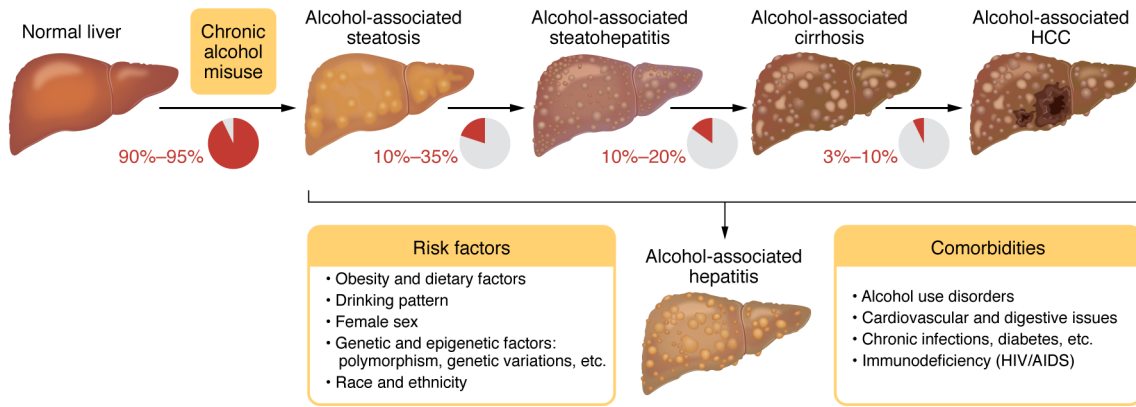 Normal liver
Chronic
alcohol
misuse
Alcohol-associated
steatosis
Alcohol-associated
steatohepatitis
Alcohol-associated
cirrhosis
Alcohol-associated
HCC
90%–95%
10%–35%
10%–20%
3%–10%
Risk factors
• Obesity and dietary factors
• Drinking pattern
• Female sex
• Genetic and epigenetic factors:
polymorphism, genetic variations, etc.
• Race and ethnicity
Alcohol-associated
hepatitis
Comorbidities
• Alcohol use disorders
• Cardiovascular and digestive issues
• Chronic infections, diabetes, etc.
• Immunodeficiency (HIV/AIDS)